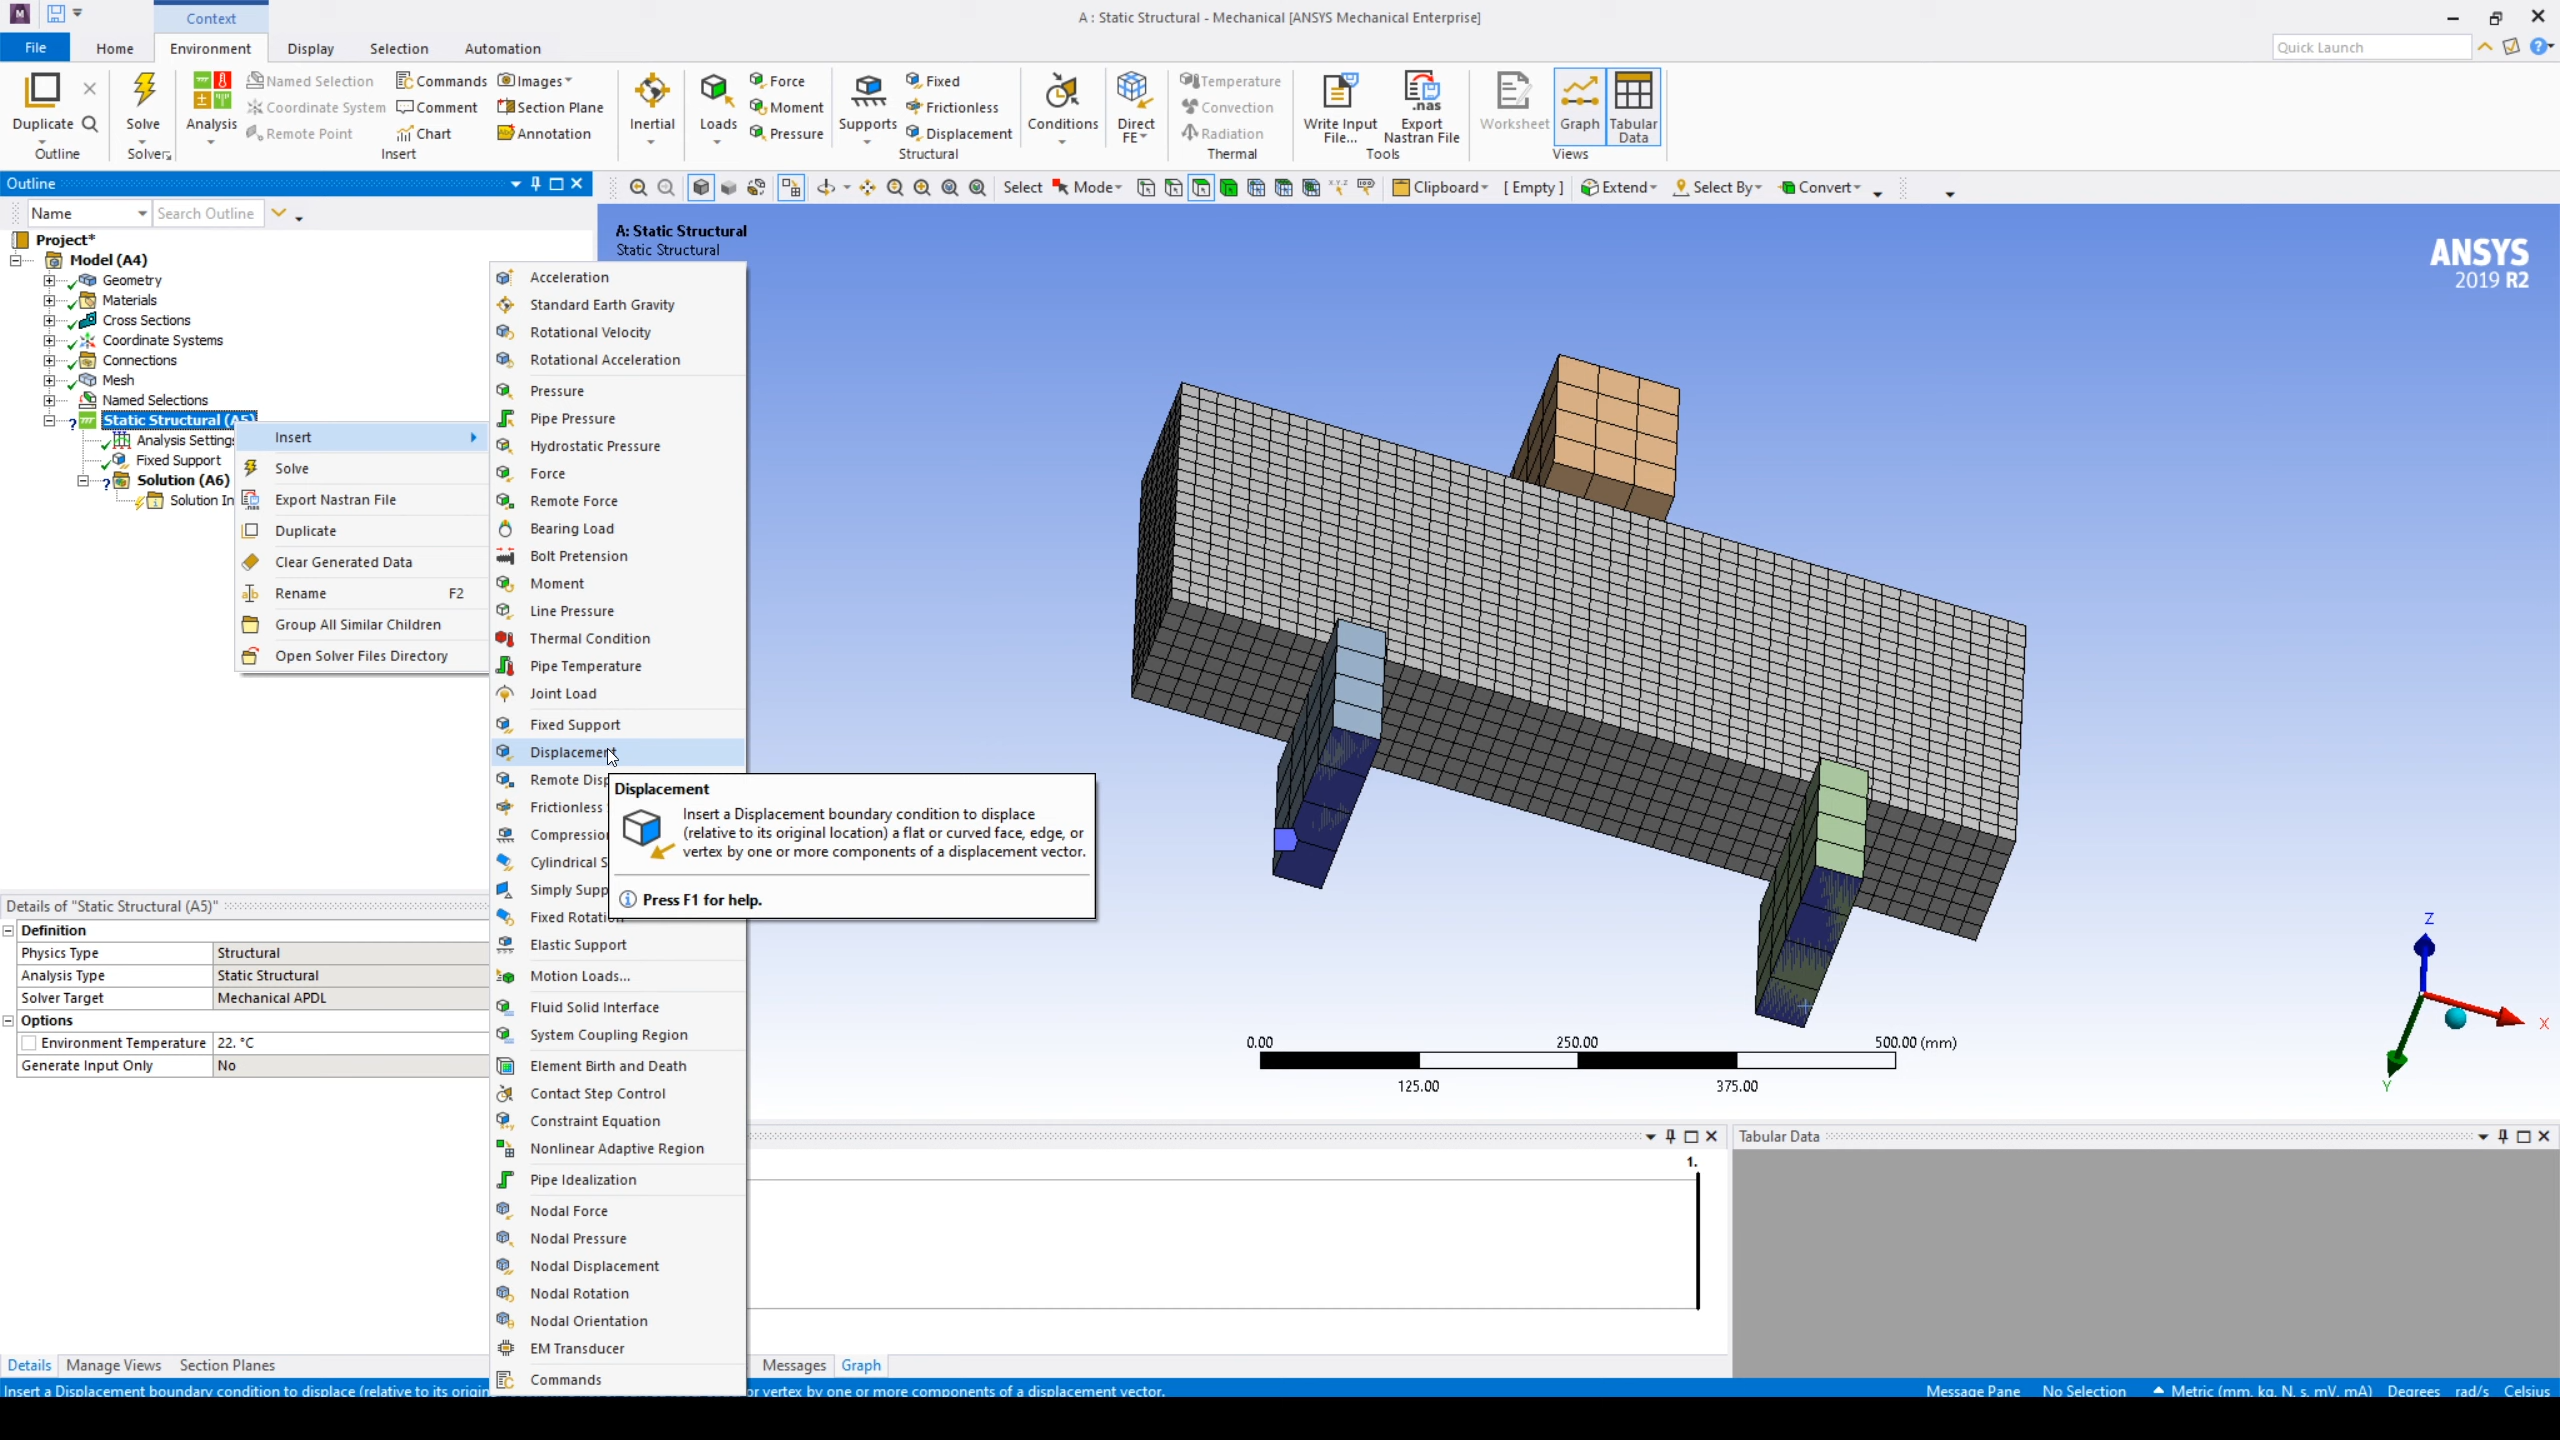 Context
A : Static Structural - Mechanical [ANSYS Mechanical Enterprise]
File
Home
Environment
Display
Selection
Automation
Quick Launch
Duplicate
Outline
Solve
Solver
Analysis
Named Selection
Coordinate System
Remote Point
Commands
Comment
Chart
Images
Section Plane
Annotation
Insert
Inertial
Loads
Force
Moment
Pressure
Supports
Fixed
Frictionless
Displacement
Structural
Conditions
Direct
FE
Temperature
Convection
Radiation
Thermal
Write Input
File...
Export
Nastran File
Tools
Worksheet
Graph
Tabular
Data
Views
Outline
Select
Mode
Clipboard
[ Empty ]
Extend
Select By
Convert
Name
Search Outline
Project*
Model (A4)
Geometry
Materials
Cross Sections
Coordinate Systems
Connections
Mesh
Named Selections
Static Structural (A5)
Analysis Settings
Fixed Support
Solution (A6)
Solution In
Insert
Solve
Export Nastran File
Duplicate
Clear Generated Data
Rename F2
Group All Similar Children
Open Solver Files Directory
A: Static Structural
Static Structural
ANSYS
2019 R2
Acceleration
Standard Earth Gravity
Rotational Velocity
Rotational Acceleration
Pressure
Pipe Pressure
Hydrostatic Pressure
Force
Remote Force
Bearing Load
Bolt Pretension
Moment
Line Pressure
Thermal Condition
Pipe Temperature
Joint Load
Fixed Support
Displacement
Remote Disp
Frictionless
Compressio
Cylindrical S
Simply Supp
Fixed Rotation
Elastic Support
Motion Loads...
Fluid Solid Interface
System Coupling Region
Element Birth and Death
Contact Step Control
Constraint Equation
Nonlinear Adaptive Region
Pipe Idealization
Nodal Force
Nodal Pressure
Nodal Displacement
Nodal Rotation
Nodal Orientation
EM Transducer
Commands
Displacement
Insert a Displacement boundary condition to displace
(relative to its original location) a flat or curved face, edge, or
vertex by one or more components of a displacement vector.
Press F1 for help.
Details of "Static Structural (A5)"
Definition
Physics Type Structural
Analysis Type Static Structural
Solver Target Mechanical APDL
Options
Environment Temperature 22. °C
Generate Input Only No
0.00 250.00 500.00 (mm)
125.00 375.00
Z
X
Y
1.
Tabular Data
Details
Manage Views
Section Planes
Messages
Graph
Insert a Displacement boundary condition to displace (relative to its origin
or vertex by one or more components of a displacement vector.
Message Pane
No Selection
Metric (mm, kg, N, s, mV, mA)
Degrees
rad/s
Celsius